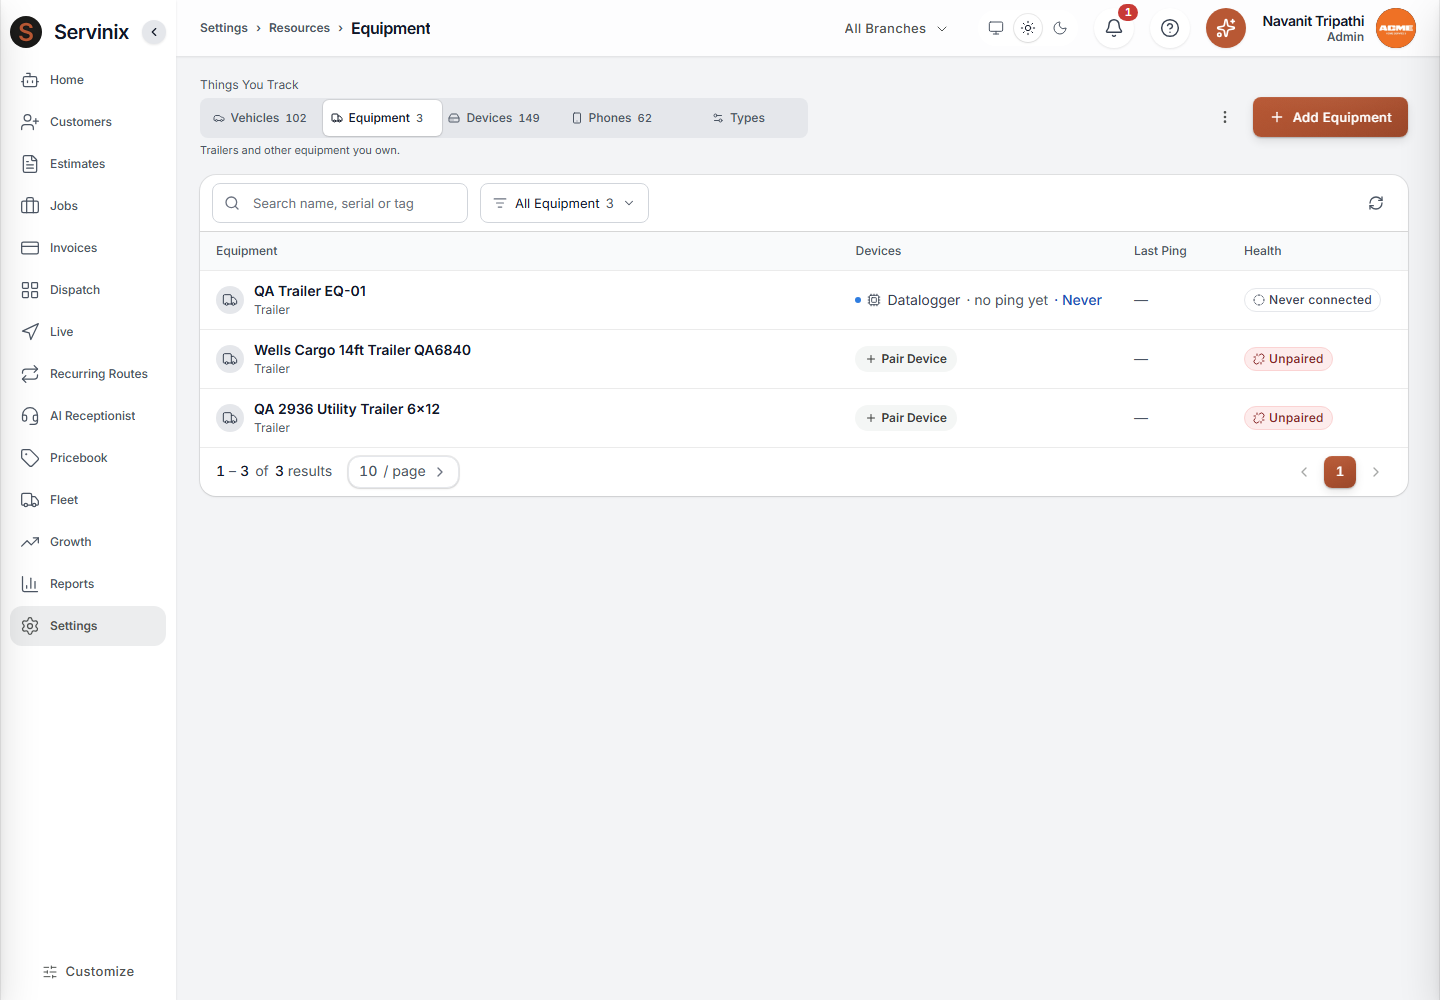 S Servinix
Settings › Resources › Equipment
All Branches
1
Navanit Tripathi
Admin
ACME
Home
Customers
Estimates
Jobs
Invoices
Dispatch
Live
Recurring Routes
AI Receptionist
Pricebook
Fleet
Growth
Reports
Settings
Customize
Things You Track
Vehicles 102
Equipment 3
Devices 149
Phones 62
Types
+ Add Equipment
Trailers and other equipment you own.
Search name, serial or tag
All Equipment 3
Equipment Devices Last Ping Health
QA Trailer EQ-01
Trailer
Datalogger · no ping yet · Never
—
Never connected
Wells Cargo 14ft Trailer QA6840
Trailer
+ Pair Device
—
Unpaired
QA 2936 Utility Trailer 6×12
Trailer
+ Pair Device
—
Unpaired
1 – 3 of 3 results
10 / page
1